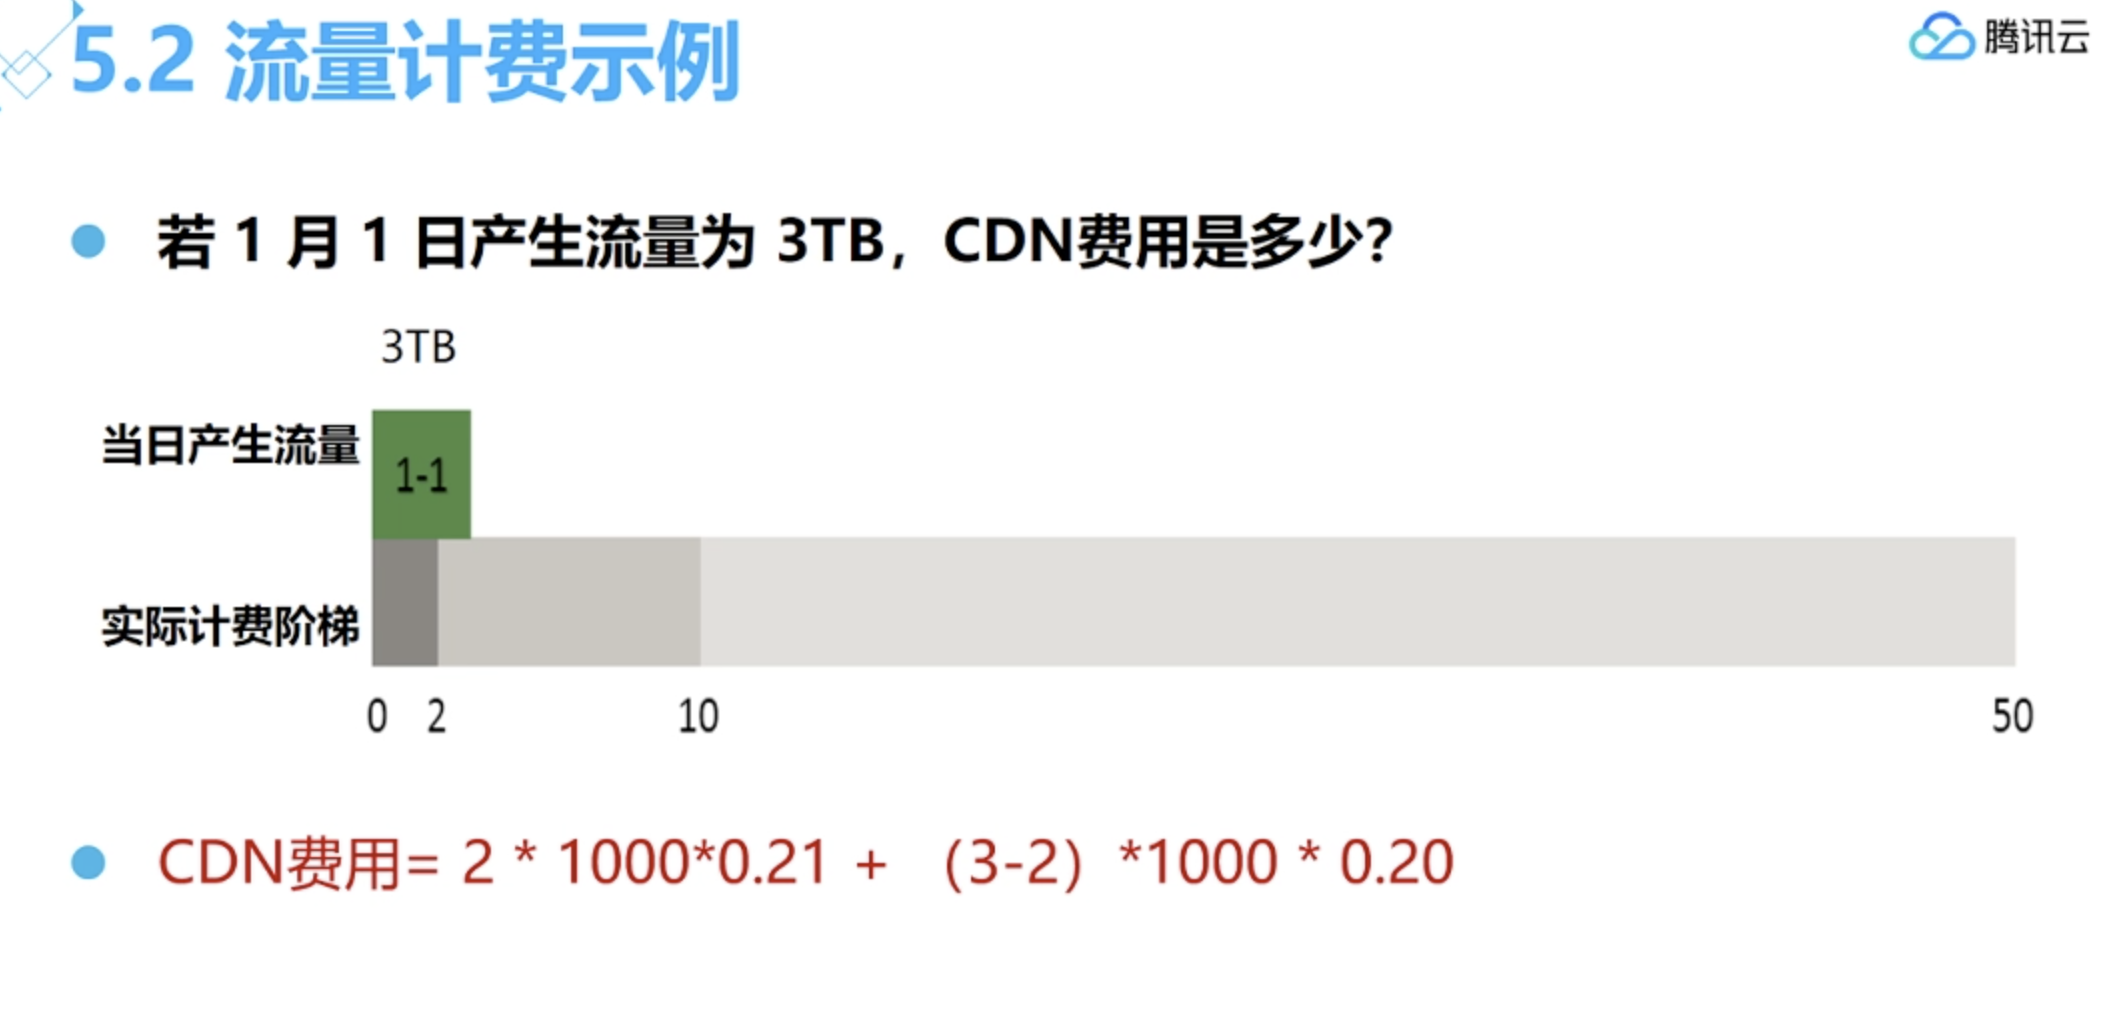 5.2 流量计费示例
腾讯云
若 1 月 1 日产生流量为 3TB，CDN费用是多少？
3TB
当日产生流量
1-1
实际计费阶梯
0 2 10 50
CDN费用= 2 * 1000*0.21 + （3-2）*1000 * 0.20